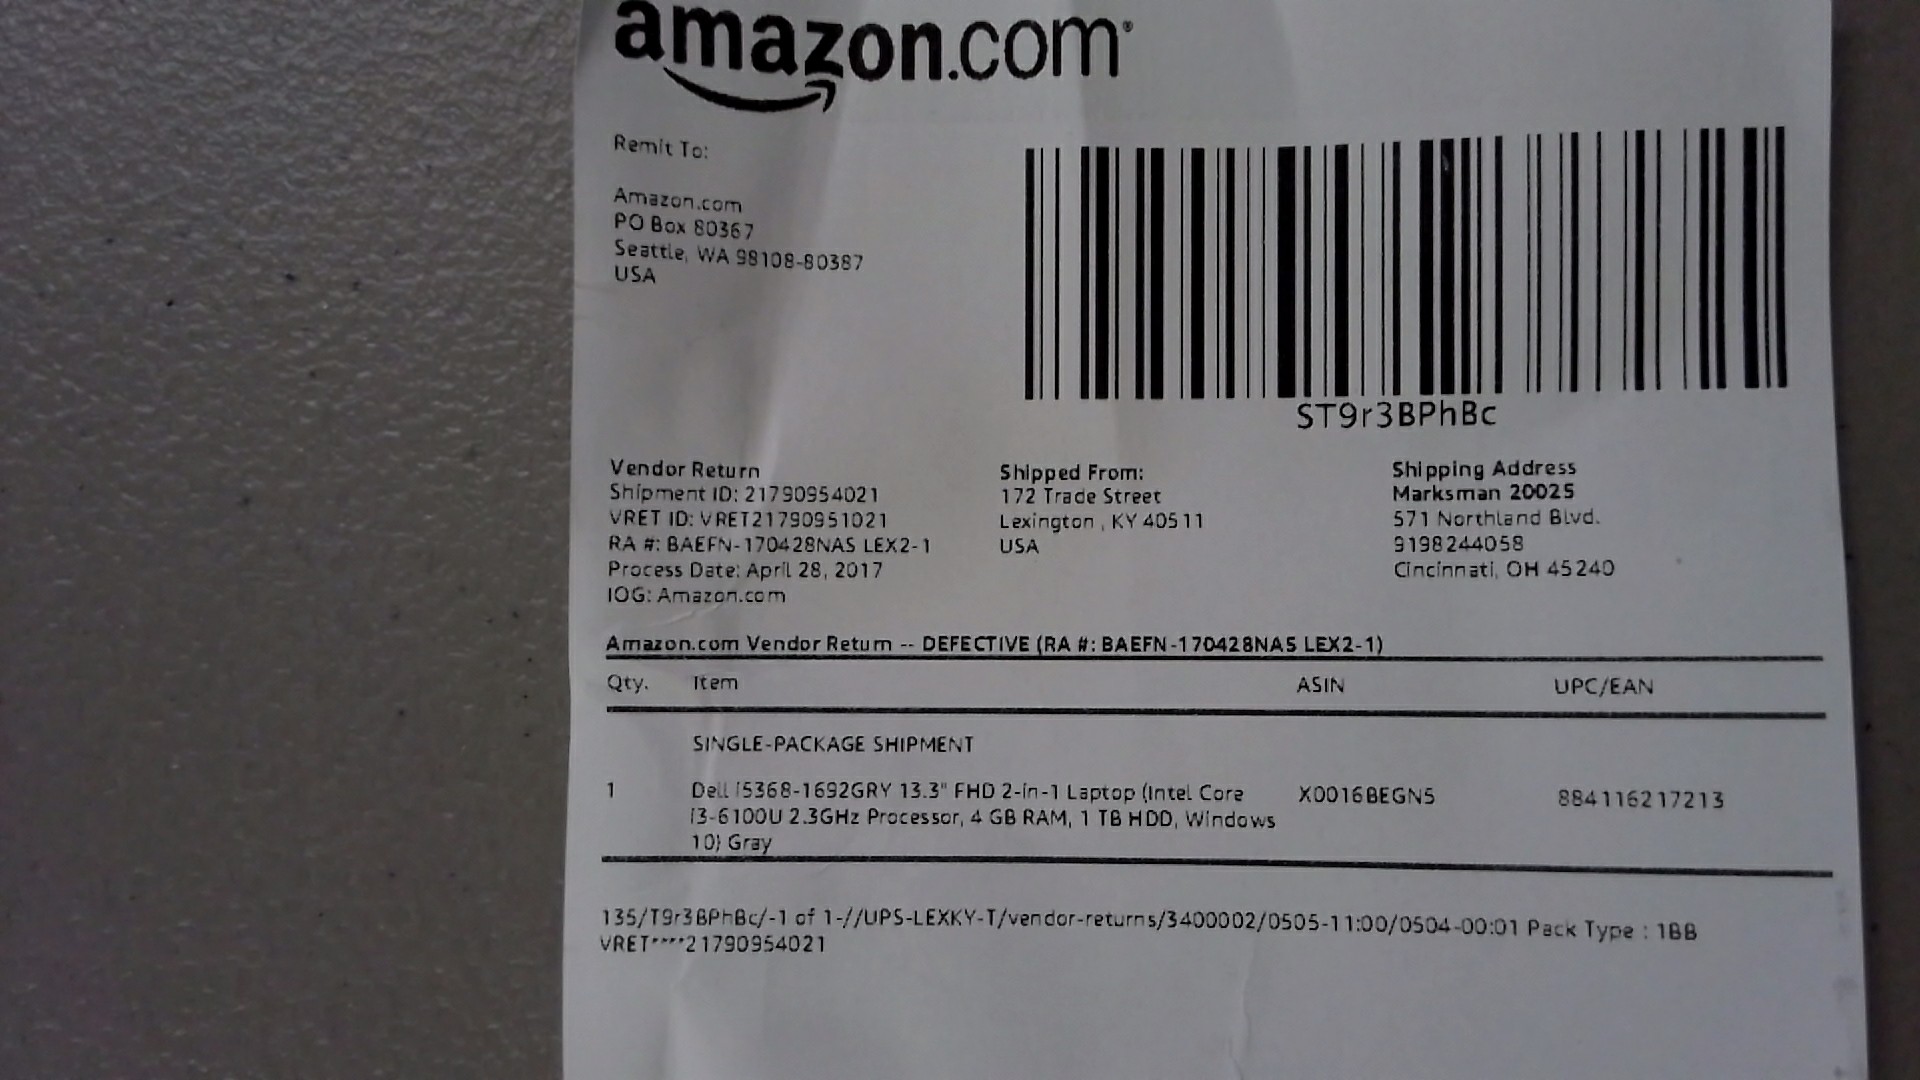 amazon.com
Remit To:
Amazon.com
PO Box 80367
Seattle, WA 98108-80387
USA
ST9r3BPhBc
Vendor Return
Shipment ID: 21790954021
VRET ID: VRET21790951021
RA #: BAEFN-170428NAS LEX2-1
Process Date: April 28, 2017
IOG: Amazon.com
Shipped From:
172 Trade Street
Lexington , KY 40511
USA
Shipping Address
Marksman 20025
571 Northland Blvd.
9198244058
Cincinnati, OH 45240
Amazon.com Vendor Return -- DEFECTIVE (RA #: BAEFN-170428NAS LEX2-1)
Qty. Item ASIN UPC/EAN
SINGLE-PACKAGE SHIPMENT
1 Dell i5368-1692GRY 13.3" FHD 2-in-1 Laptop (Intel Core X0016BEGN5 884116217213
i3-6100U 2.3GHz Processor, 4 GB RAM, 1 TB HDD, Windows
10) Gray
135/T9r3BPhBc/-1 of 1-//UPS-LEXKY-T/vendor-returns/3400002/0505-11:00/0504-00:01 Pack Type : 1BB
VRET****21790954021